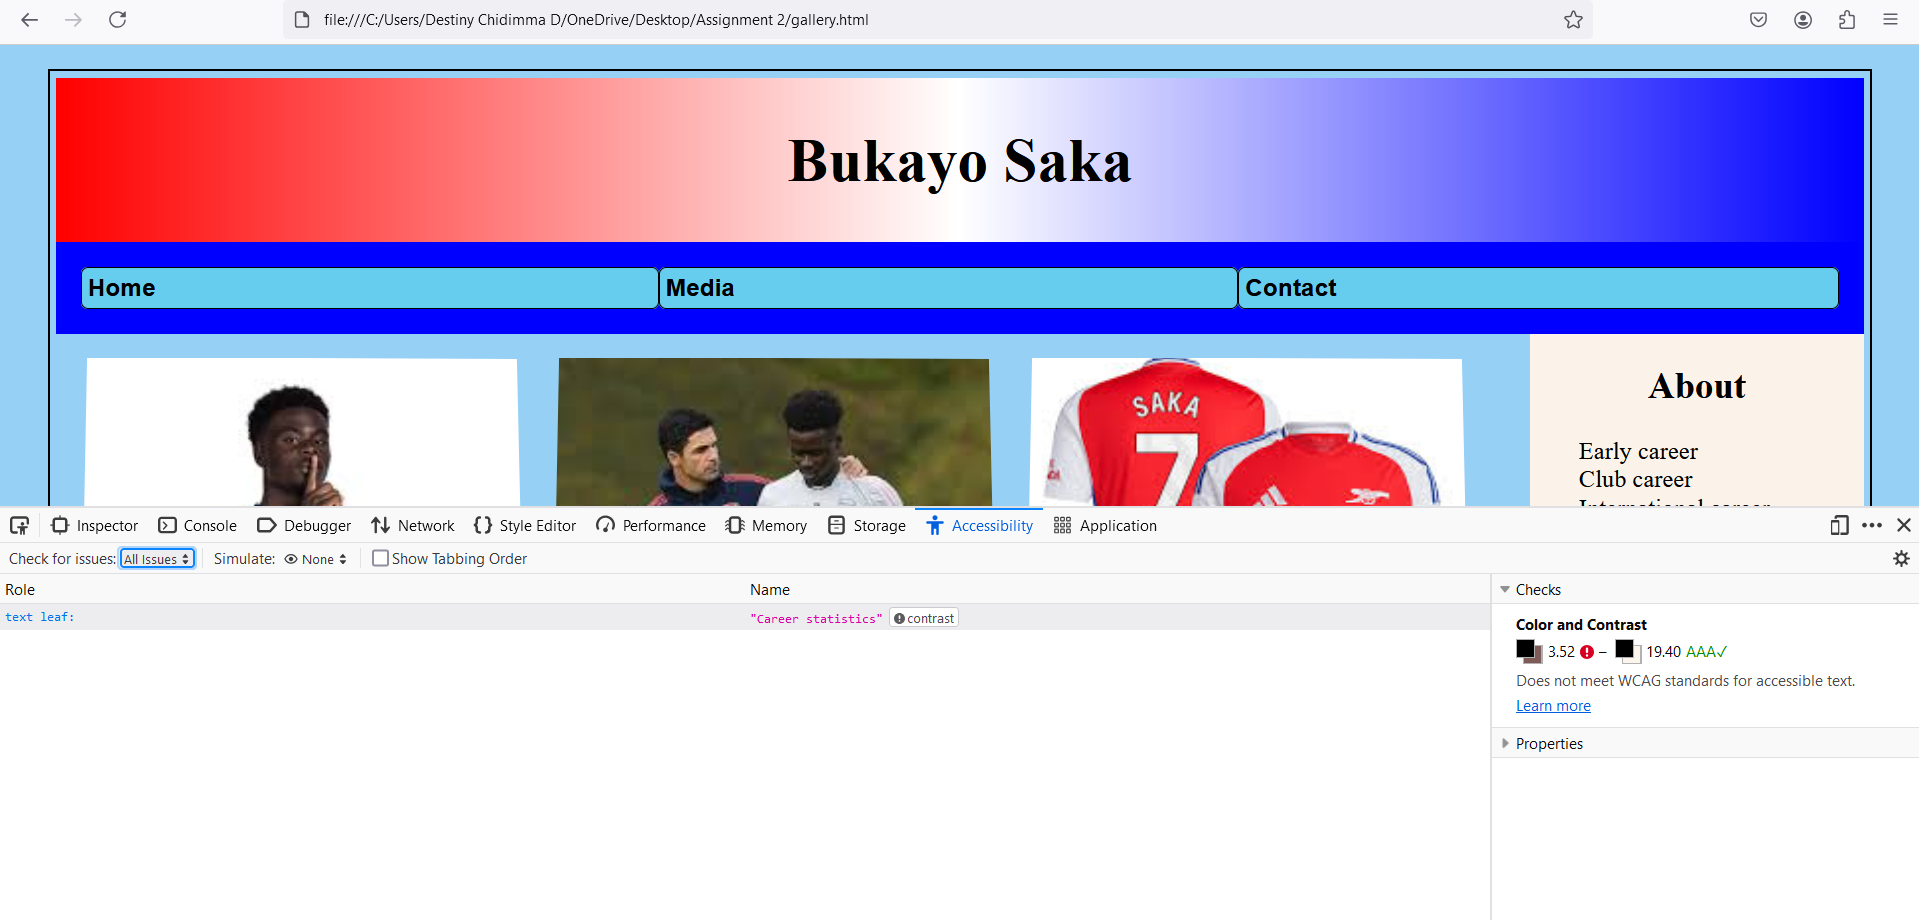 file:///C:/Users/Destiny Chidimma D/OneDrive/Desktop/Assignment 2/gallery.html
Bukayo Saka
Home Media Contact
SAKA
7
About
Early career
Club career
International career
Inspector Console Debugger Network Style Editor Performance Memory Storage Accessibility Application
Check for issues: All Issues Simulate: None Show Tabbing Order
Role Name Checks
text leaf: "Career statistics" contrast
Color and Contrast
3.52 – 19.40 AAA✓
Does not meet WCAG standards for accessible text.
Learn more
Properties